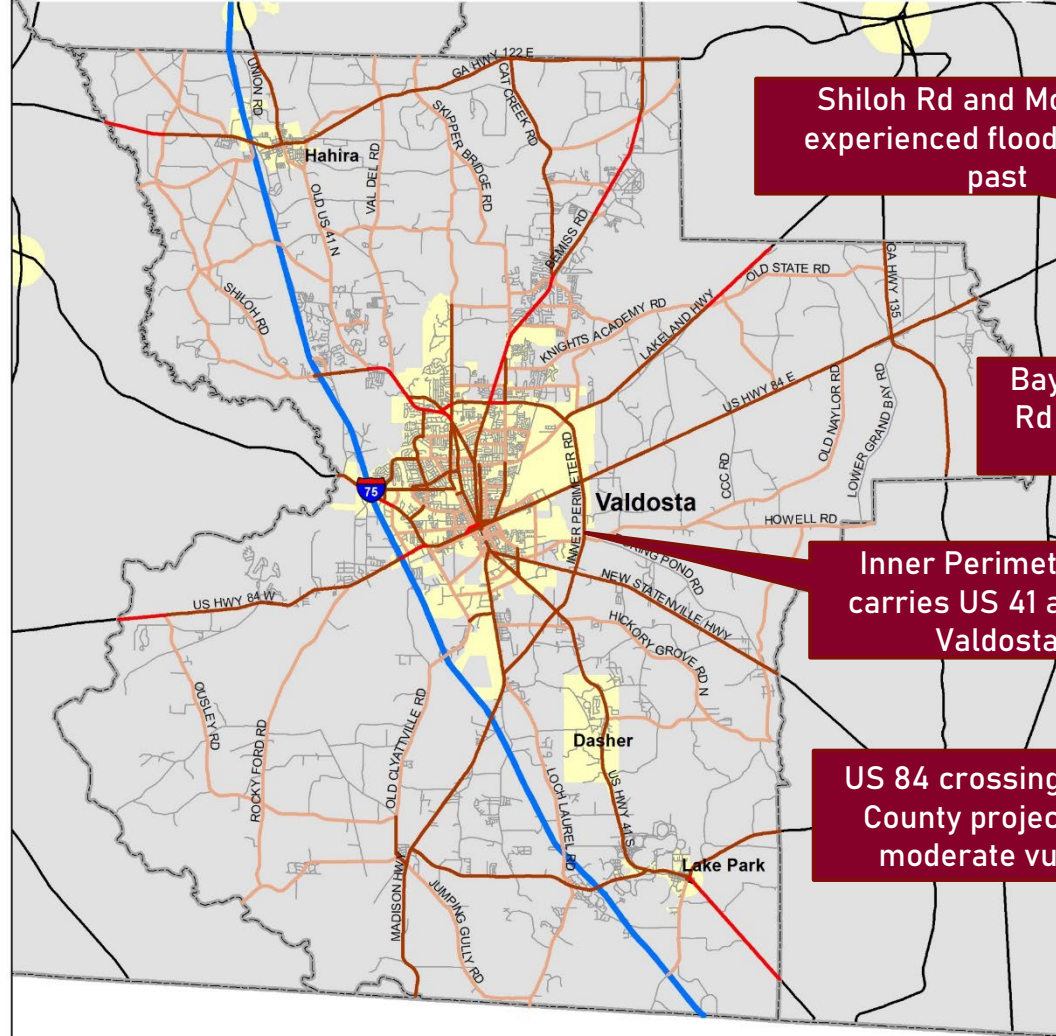 GA HWY 122 E
UNION RD
CAT CREEK RD
SKIPPER BRIDGE RD
VAL DEL RD
Hahira
OLD US 41 N
BEMISS RD
SHILOH RD
KNIGHTS ACADEMY RD
LAKELAND HWY
OLD STATE RD
GA HWY 135
US HWY 84 E
OLD NAYLOR RD
LOWER GRAND BAY RD
CCC RD
75
INNER PERIMETER RD
Valdosta
HOWELL RD
POND RD
NEW STATENVILLE HWY
HICKORY GROVE RD N
US HWY 84 W
OUSLEY RD
ROCKY FORD RD
OLD CLYATTVILLE RD
Dasher
LOCH LAUREL RD
US HWY 41 S
Lake Park
MADISON HWY
JUMPING GULLY RD
Shiloh Rd and
experienced
past
Bay
Rd
Inner
carries US 41
Valdosta
US 84 crossing
County
moderate